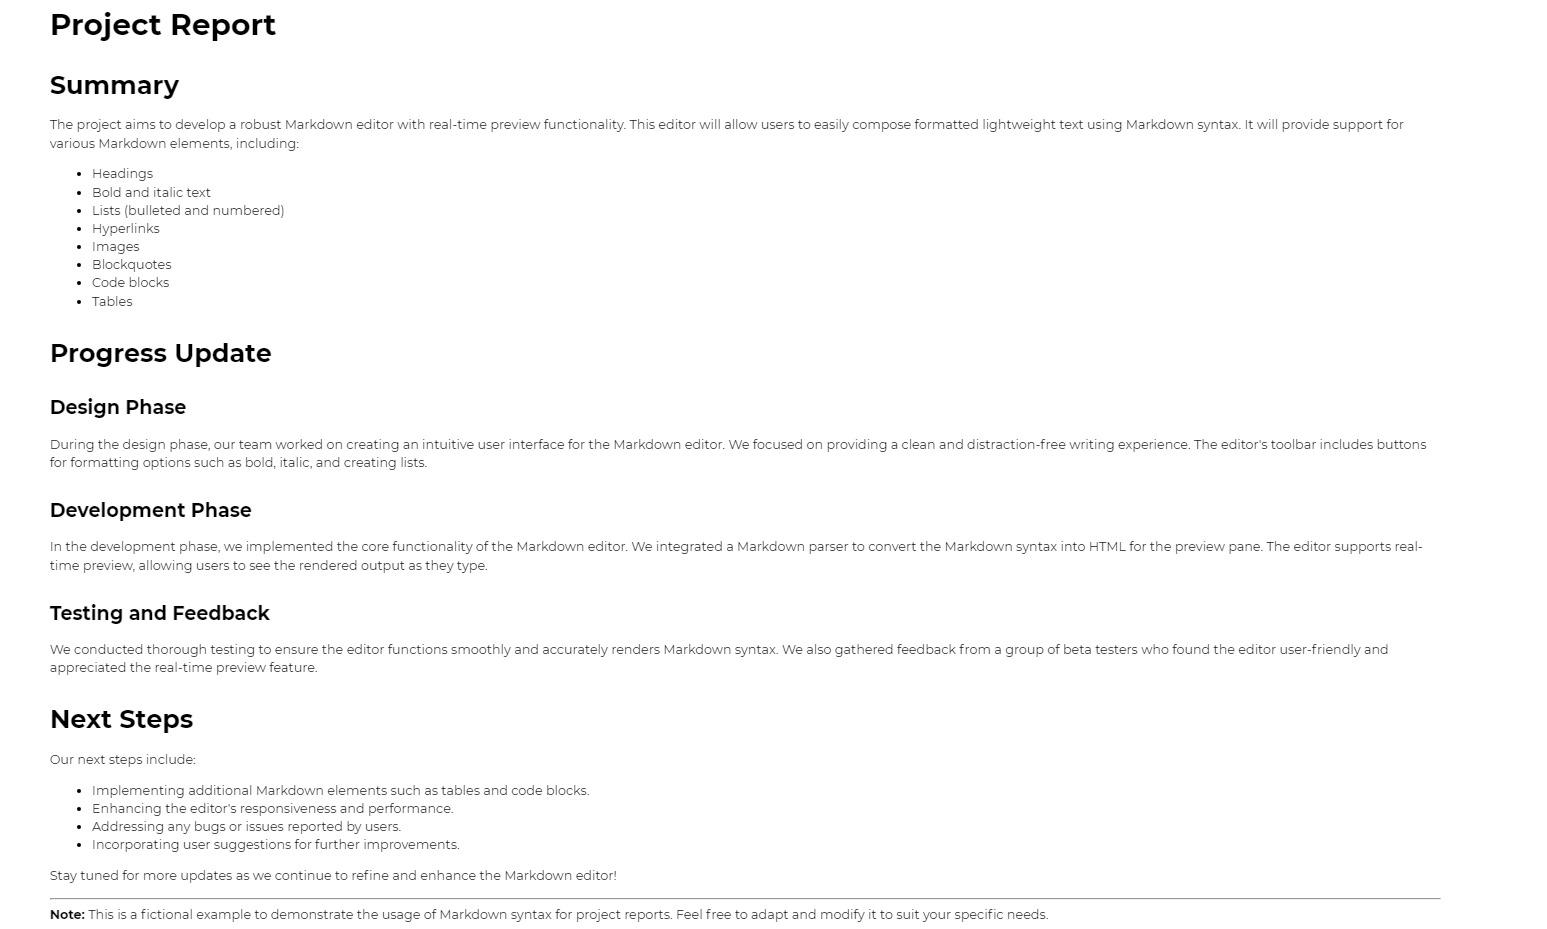 Project Report
Summary
The project aims to develop a robust Markdown editor with real-time preview functionality. This editor will allow users to easily compose formatted lightweight text using Markdown syntax. It will provide support for
various Markdown elements, including:
• Headings
• Bold and italic text
• Lists (bulleted and numbered)
• Hyperlinks
• Images
• Blockquotes
• Code blocks
• Tables
Progress Update
Design Phase
During the design phase, our team worked on creating an intuitive user interface for the Markdown editor. We focused on providing a clean and distraction-free writing experience. The editor's toolbar includes buttons
for formatting options such as bold, italic, and creating lists.
Development Phase
In the development phase, we implemented the core functionality of the Markdown editor. We integrated a Markdown parser to convert the Markdown syntax into HTML for the preview pane. The editor supports real-
time preview, allowing users to see the rendered output as they type.
Testing and Feedback
We conducted thorough testing to ensure the editor functions smoothly and accurately renders Markdown syntax. We also gathered feedback from a group of beta testers who found the editor user-friendly and
appreciated the real-time preview feature.
Next Steps
Our next steps include:
• Implementing additional Markdown elements such as tables and code blocks.
• Enhancing the editor's responsiveness and performance.
• Addressing any bugs or issues reported by users.
• Incorporating user suggestions for further improvements.
Stay tuned for more updates as we continue to refine and enhance the Markdown editor!
Note: This is a fictional example to demonstrate the usage of Markdown syntax for project reports. Feel free to adapt and modify it to suit your specific needs.